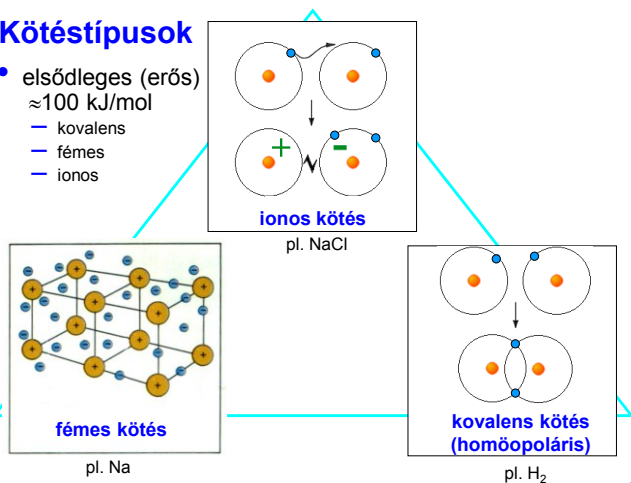 Kötéstípusok
• elsődleges (erős)
≈100 kJ/mol
– kovalens
– fémes
– ionos
+ -
ionos kötés
pl. NaCl
fémes kötés
pl. Na
kovalens kötés
(homöopoláris)
pl. H₂